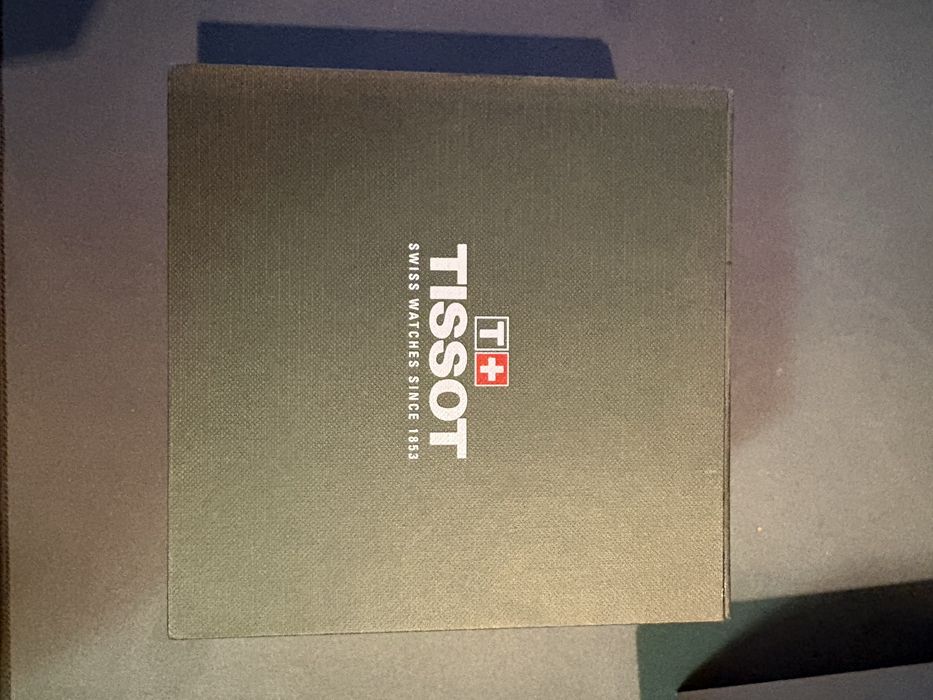 T+
TISSOT
SWISS WATCHES SINCE 1853